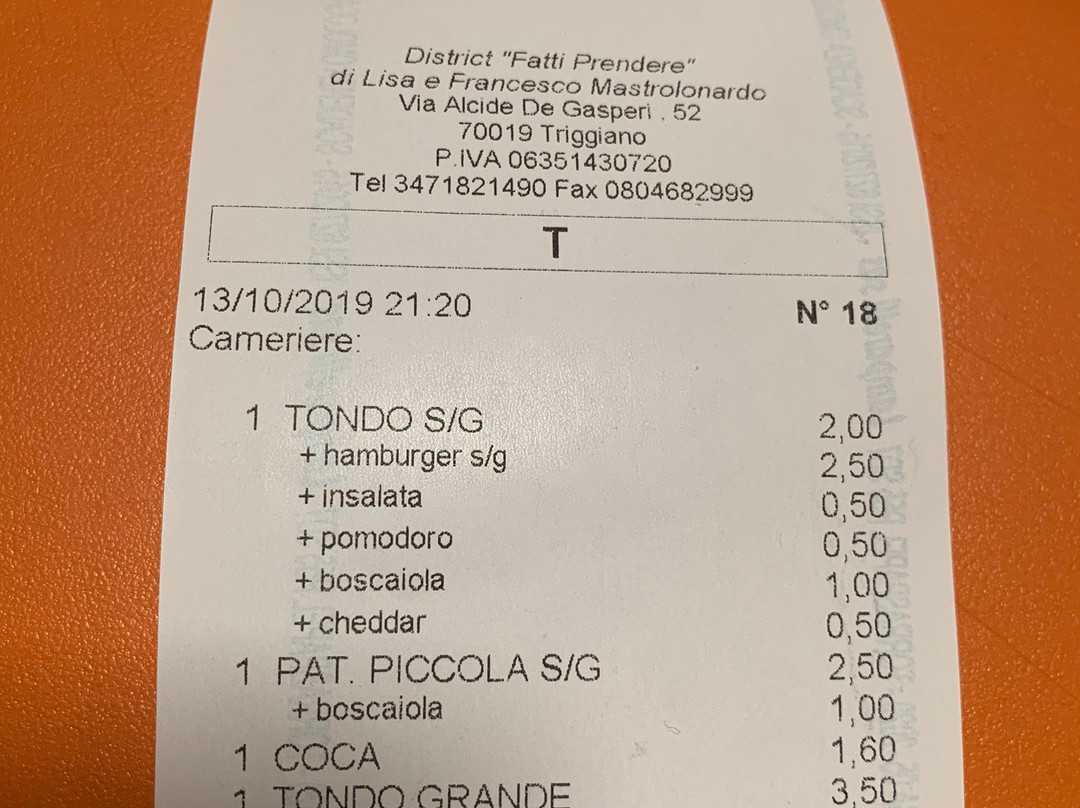 District "Fatti Prendere"
di Lisa e Francesco Mastrolonardo
Via Alcide De Gasperi . 52
70019 Triggiano
P.IVA 06351430720
Tel 3471821490 Fax 0804682999
T
13/10/2019 21:20 N° 18
Cameriere:
1 TONDO S/G 2,00
+ hamburger s/g 2,50
+ insalata 0,50
+ pomodoro 0,50
+ boscaiola 1,00
+ cheddar 0,50
1 PAT. PICCOLA S/G 2,50
+ boscaiola 1,00
1 COCA 1,60
1 TONDO GRANDE 3,50